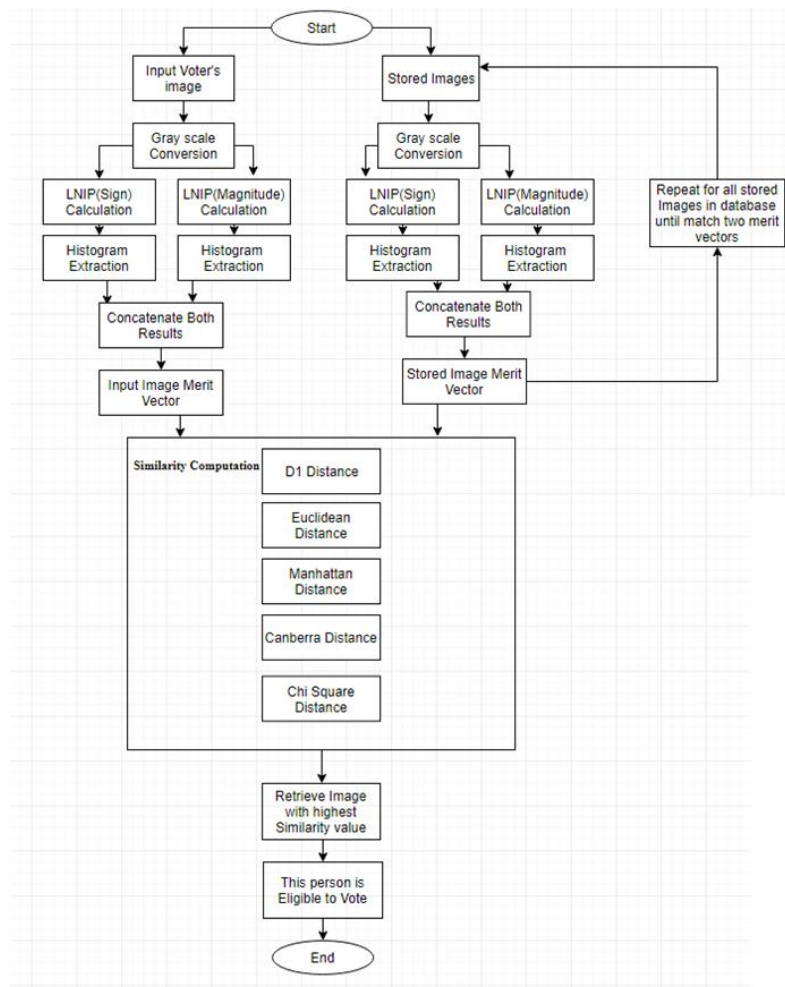 Start
Input Voter's
image
Stored Images
Gray scale
Conversion
Gray scale
Conversion
LNIP(Sign)
Calculation
LNIP(Magnitude)
Calculation
LNIP(Sign)
Calculation
LNIP(Magnitude)
Calculation
Repeat for all stored
Images in database
until match two merit
vectors
Histogram
Extraction
Histogram
Extraction
Histogram
Extraction
Histogram
Extraction
Concatenate Both
Results
Concatenate Both
Results
Input Image Merit
Vector
Stored Image Merit
Vector
Similarity Computation
D1 Distance
Euclidean
Distance
Manhattan
Distance
Canberra Distance
Chi Square
Distance
Retrieve Image
with highest
Similarity value
This person is
Eligible to Vote
End